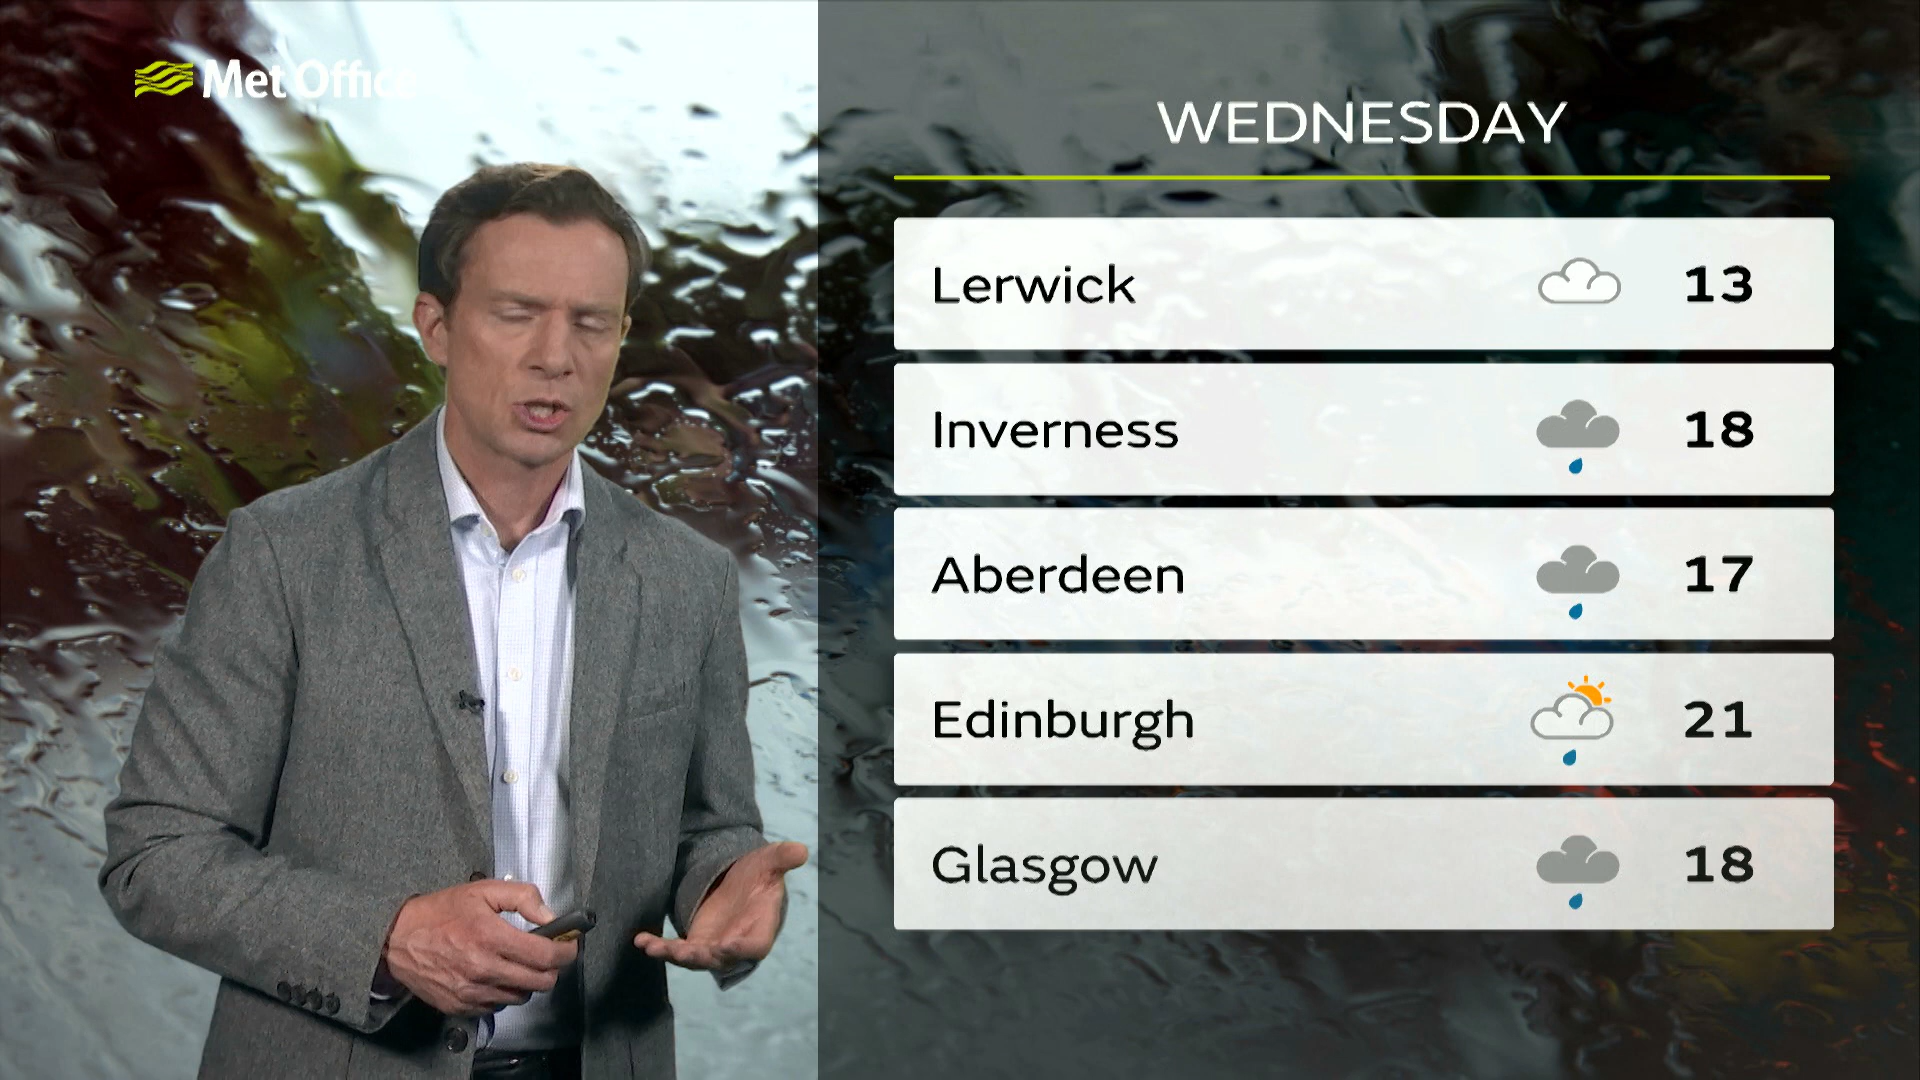 Met Office
WEDNESDAY
Lerwick 13
Inverness 18
Aberdeen 17
Edinburgh 21
Glasgow 18